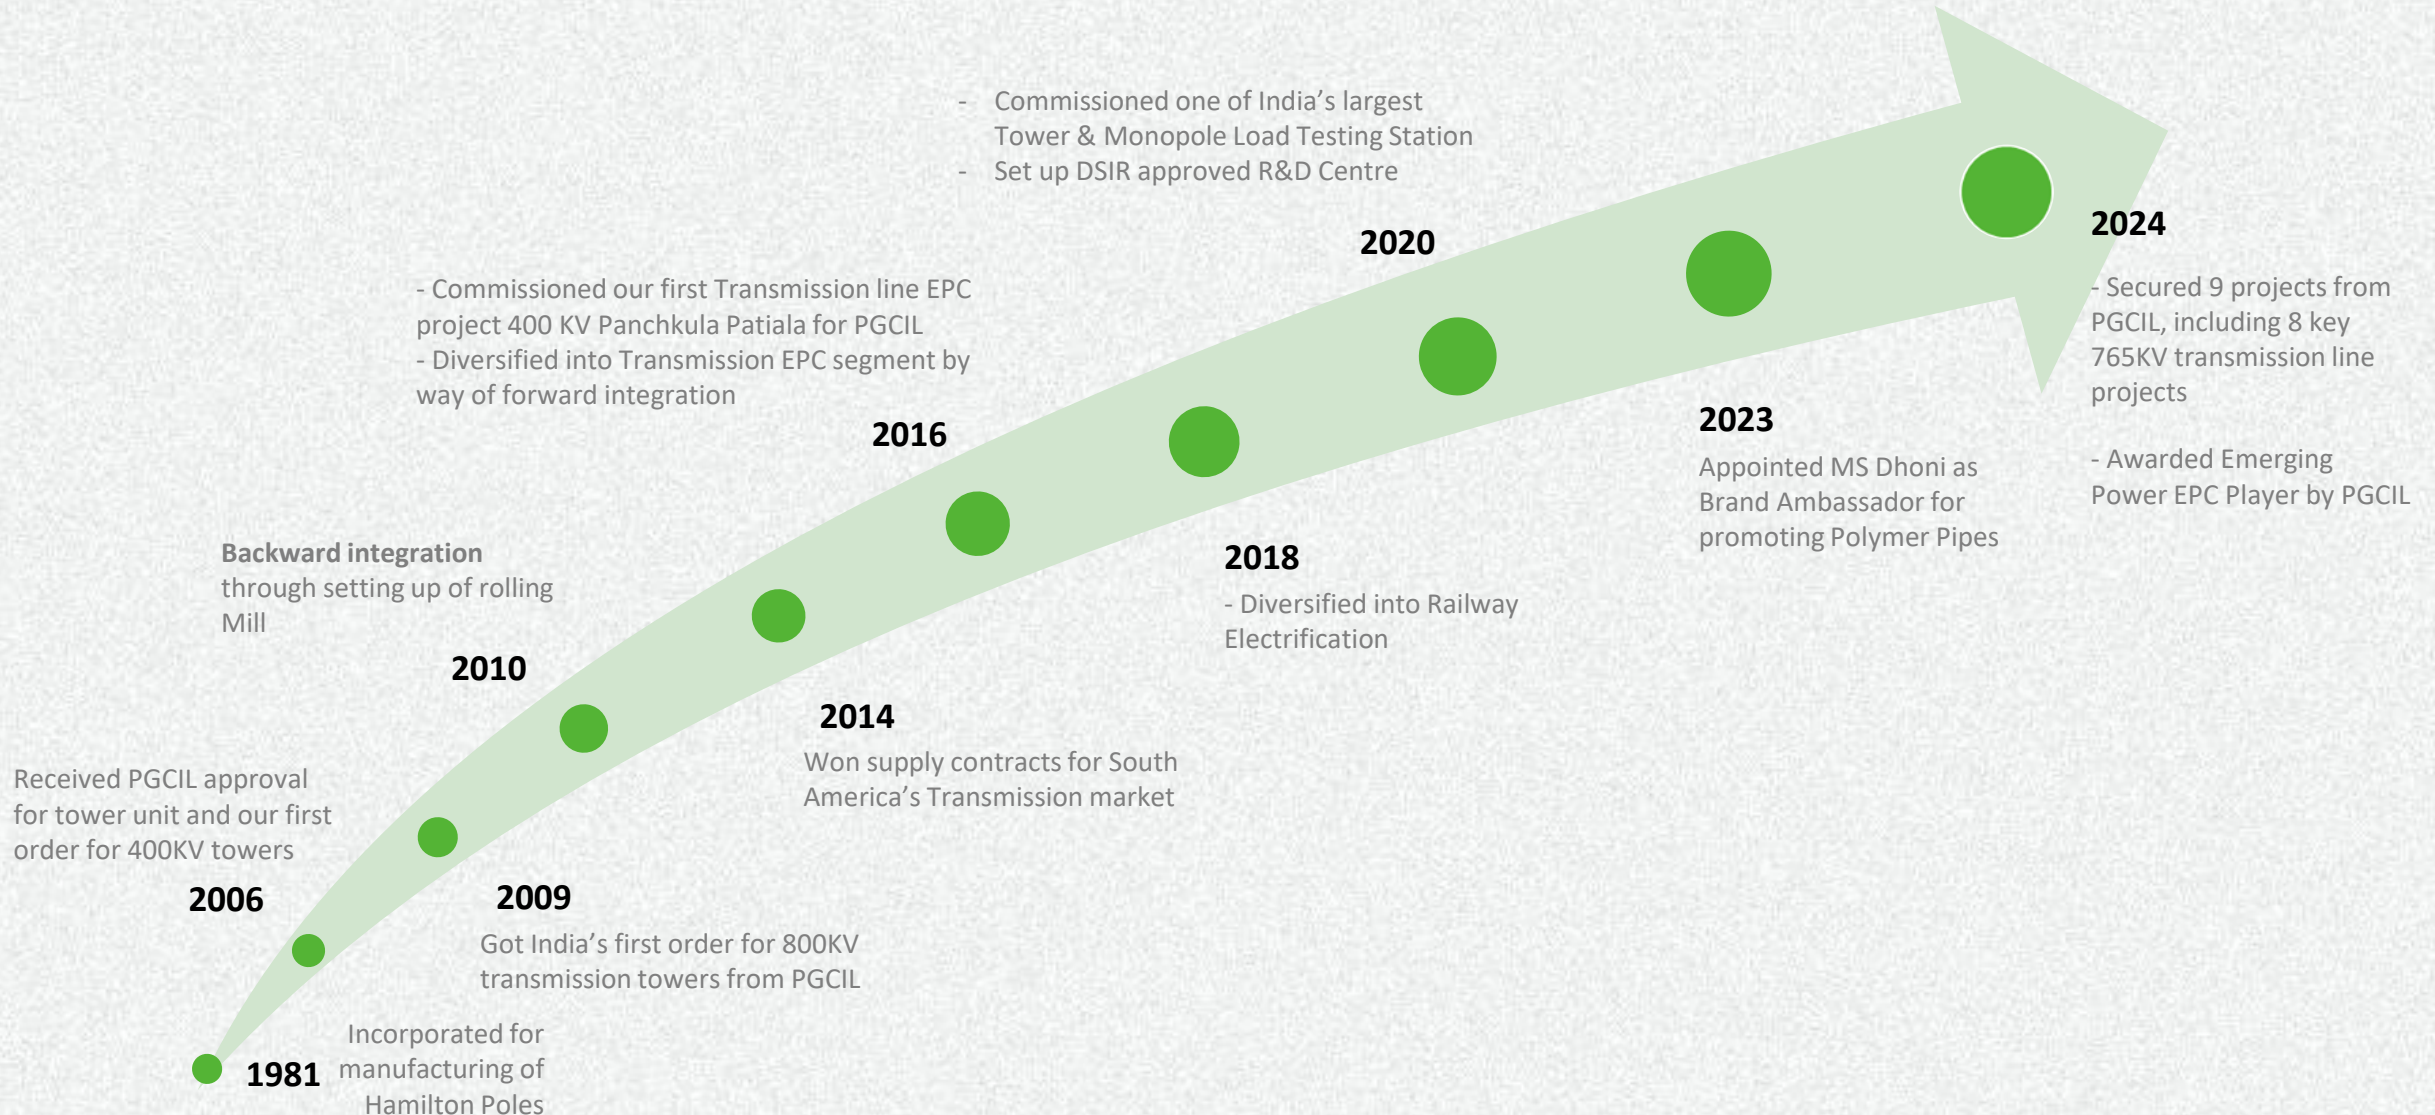 - Commissioned one of India’s largest
Tower & Monopole Load Testing Station
- Set up DSIR approved R&D Centre
2020
2024
- Secured 9 projects from
PGCIL, including 8 key
765KV transmission line
projects
- Awarded Emerging
Power EPC Player by PGCIL
- Commissioned our first Transmission line EPC
project 400 KV Panchkula Patiala for PGCIL
- Diversified into Transmission EPC segment by
way of forward integration
2016
2023
Appointed MS Dhoni as
Brand Ambassador for
promoting Polymer Pipes
Backward integration
through setting up of rolling
Mill
2010
2018
- Diversified into Railway
Electrification
2014
Won supply contracts for South
America’s Transmission market
Received PGCIL approval
for tower unit and our first
order for 400KV towers
2006
2009
Got India’s first order for 800KV
transmission towers from PGCIL
1981
Incorporated for
manufacturing of
Hamilton Poles